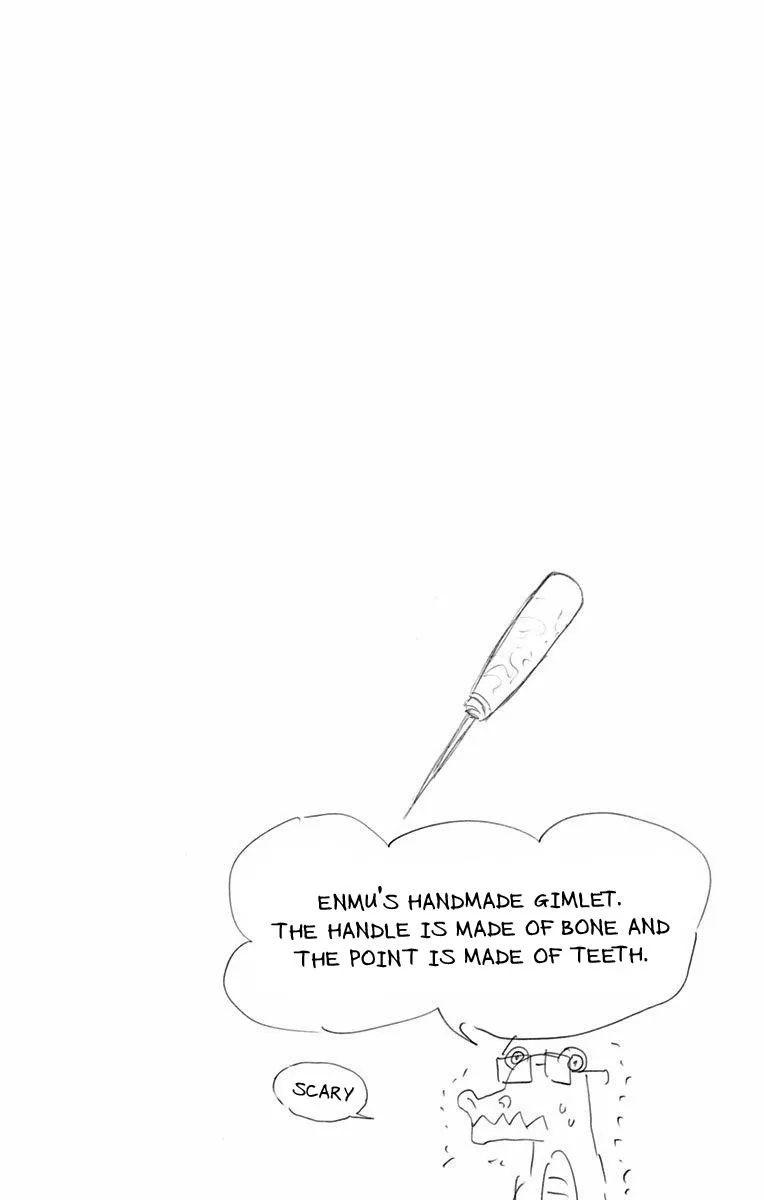 ENMU'S HANDMADE GIMLET.
THE HANDLE IS MADE OF BONE AND
THE POINT IS MADE OF TEETH.
SCARY